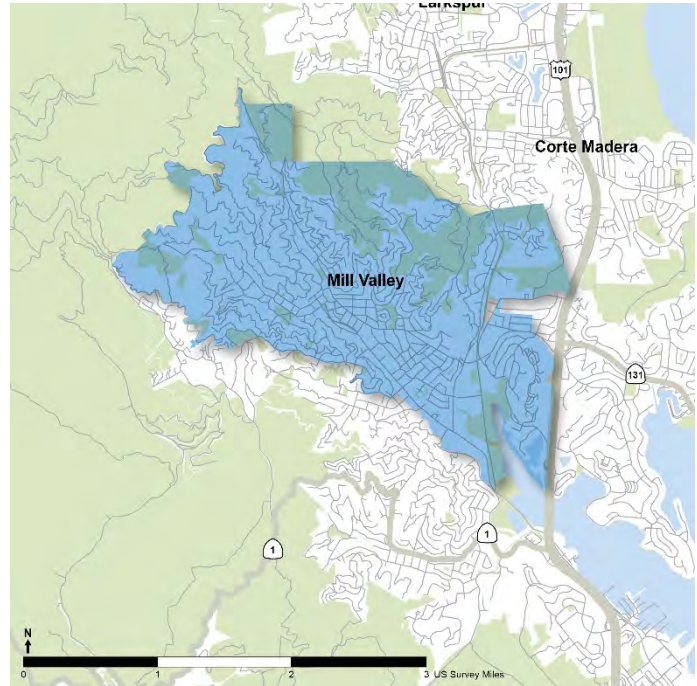 Larkspur
101
Corte Madera
Mill Valley
131
1
1
N
0 1 2 3 US Survey Miles